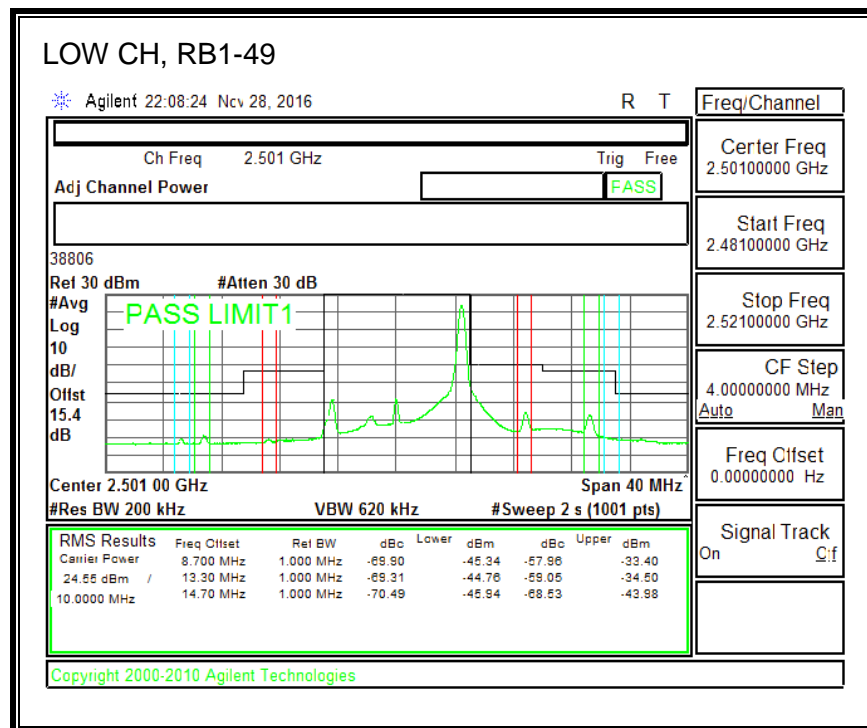 LOW CH, RB1-49
Agilent 22:08:24 Nov 28, 2016 R T
Freq/Channel
Ch Freq 2.501 GHz Trig Free
Adj Channel Power PASS
38806
Ref 30 dBm #Atten 30 dB
#Avg
Log
10
dB/
Offst
15.4
dB
PASS LIMIT1
Center 2.501 00 GHz Span 40 MHz^
#Res BW 200 kHz VBW 620 kHz #Sweep 2 s (1001 pts)
RMS Results Freq Offset Ref BW dBc Lower dBm dBc Upper dBm
Carrier Power 8.700 MHz 1.000 MHz -69.90 -45.34 -57.96 -33.40
24.55 dBm / 13.30 MHz 1.000 MHz -69.31 -44.76 -59.05 -34.50
10.0000 MHz 14.70 MHz 1.000 MHz -70.49 -45.94 -68.53 -43.98
Center Freq
2.50100000 GHz
Start Freq
2.48100000 GHz
Stop Freq
2.52100000 GHz
CF Step
4.00000000 MHz
Auto Man
Freq Offset
0.00000000 Hz
Signal Track
On Off
Copyright 2000-2010 Agilent Technologies